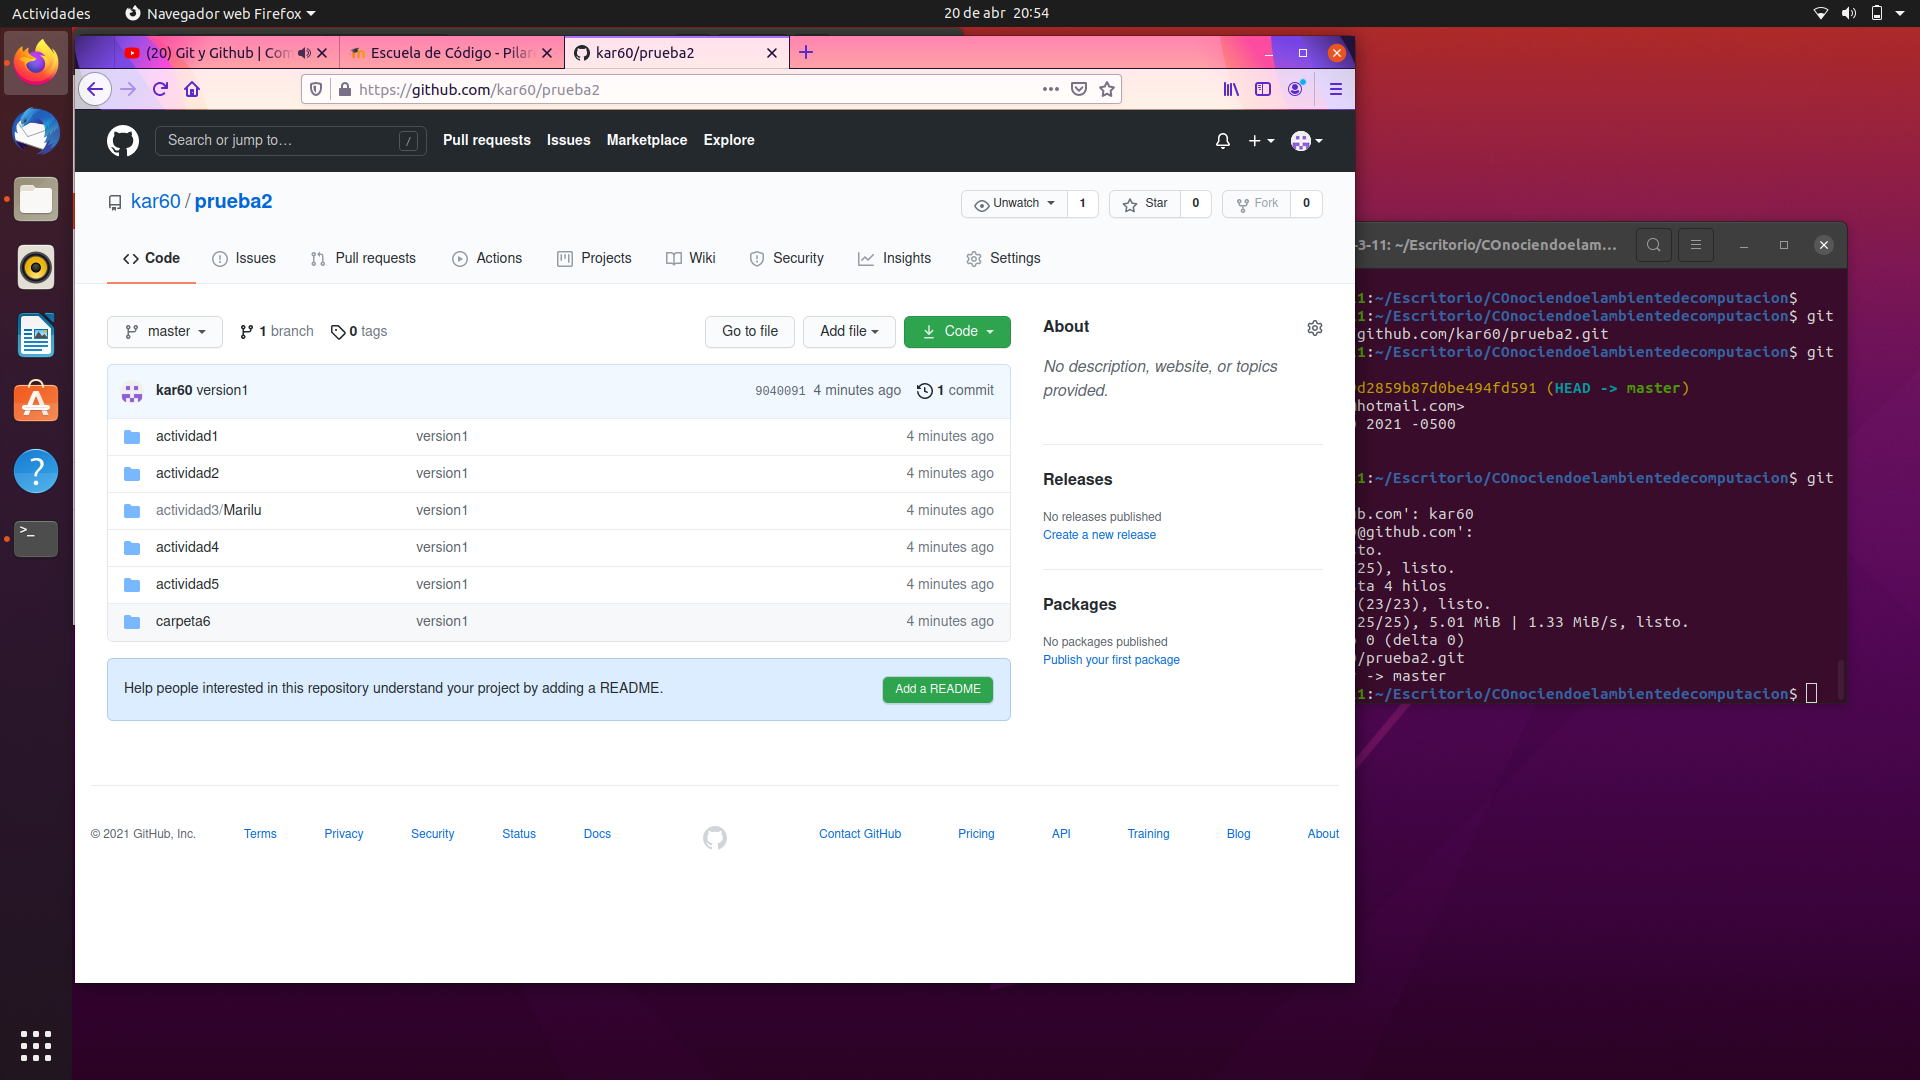 Actividades
Navegador web Firefox
20 de abr 20:54
(20) Git y Github | Com
Escuela de Código - Pilar
kar60/prueba2
https://github.com/kar60/prueba2
Search or jump to…
/
Pull requests
Issues
Marketplace
Explore
kar60 / prueba2
Unwatch
1
Star
0
Fork
0
Code
Issues
Pull requests
Actions
Projects
Wiki
Security
Insights
Settings
master
1 branch
0 tags
Go to file
Add file
Code
kar60 version1
9040091 4 minutes ago
1 commit
actividad1 version1 4 minutes ago
actividad2 version1 4 minutes ago
actividad3/Marilu version1 4 minutes ago
actividad4 version1 4 minutes ago
actividad5 version1 4 minutes ago
carpeta6 version1 4 minutes ago
Help people interested in this repository understand your project by adding a README.
Add a README
About
No description, website, or topics
provided.
Releases
No releases published
Create a new release
Packages
No packages published
Publish your first package
© 2021 GitHub, Inc.
Terms
Privacy
Security
Status
Docs
Contact GitHub
Pricing
API
Training
Blog
About
-3-11: ~/Escritorio/COnociendoelam...
1:~/Escritorio/COnociendoelambientedecomputacion$
1:~/Escritorio/COnociendoelambientedecomputacion$ git
github.com/kar60/prueba2.git
1:~/Escritorio/COnociendoelambientedecomputacion$ git
d2859b87d0be494fd591 (HEAD -> master)
hotmail.com>
2021 -0500
1:~/Escritorio/COnociendoelambientedecomputacion$ git
b.com': kar60
@github.com':
to.
25), listo.
ta 4 hilos
(23/23), listo.
25/25), 5.01 MiB | 1.33 MiB/s, listo.
0 (delta 0)
/prueba2.git
-> master
1:~/Escritorio/COnociendoelambientedecomputacion$